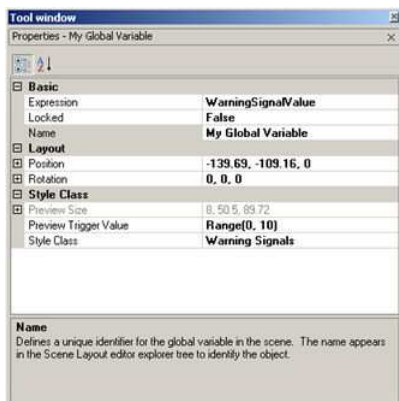 Tool window
Properties - My Global Variable
Basic
Expression WarningSignalValue
Locked False
Name My Global Variable
Layout
Position -139.69, -109.16, 0
Rotation 0, 0, 0
Style Class
Preview Size 8, 50.5, 89.72
Preview Trigger Value Range(0, 10)
Style Class Warning Signals
Name
Defines a unique identifier for the global variable in the scene. The name appears
in the Scene Layout editor explorer tree to identify the object.